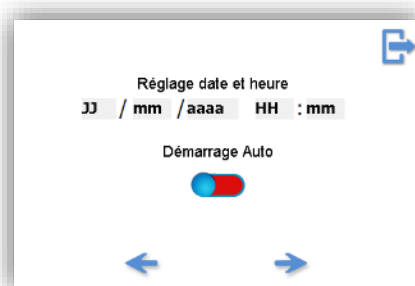 Réglage date et heure
JJ / mm / aaaa HH : mm
Démarrage Auto